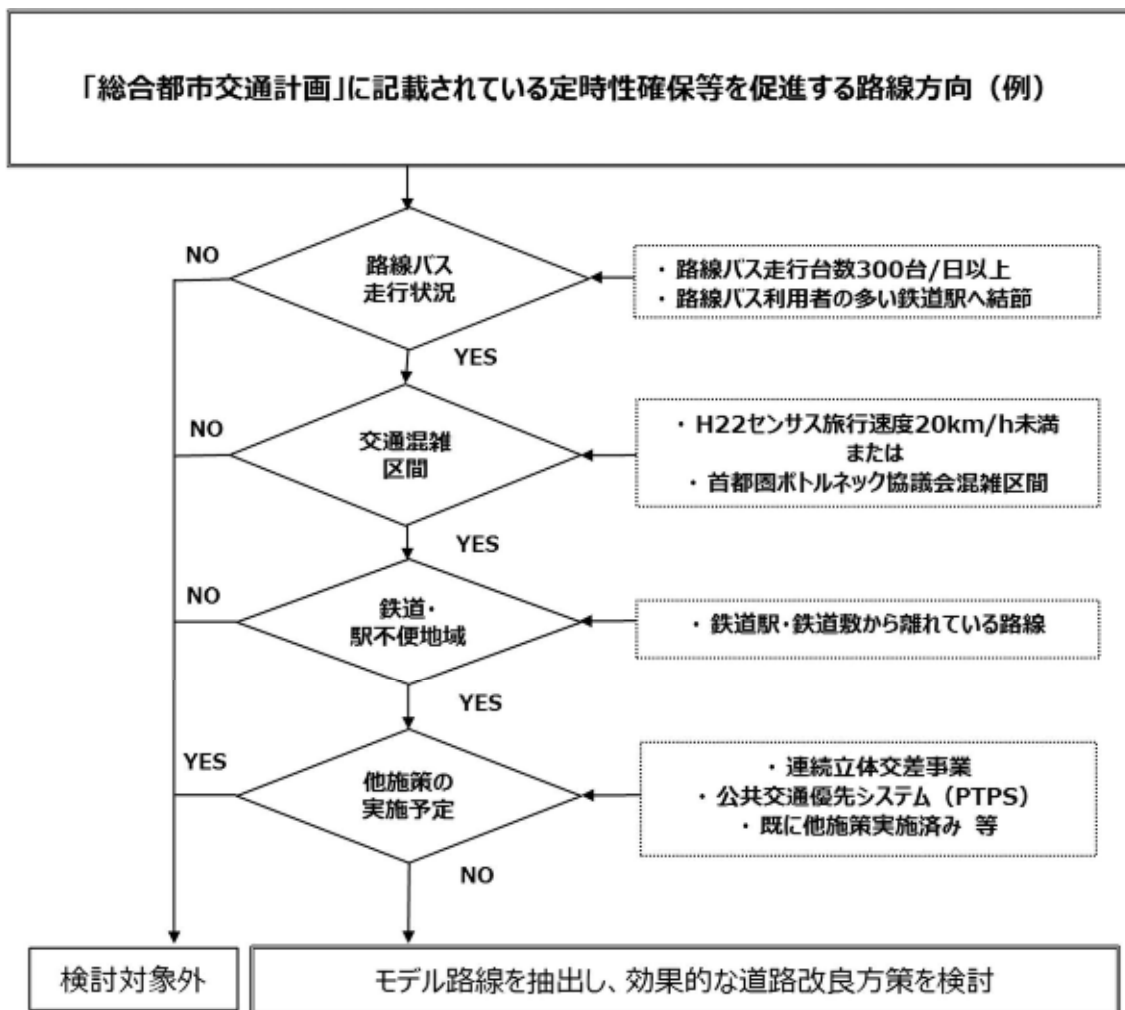 「総合都市交通計画」に記載されている定時性確保等を促進する路線方向（例）
NO
路線バス
走行状況
・路線バス走行台数300台/日以上
・路線バス利用者の多い鉄道駅へ結節
YES
NO
交通混雑
区間
・H22センサス旅行速度20km/h未満
または
・首都圏ボトルネック協議会混雑区間
YES
NO
鉄道・
駅不便地域
・鉄道駅・鉄道敷から離れている路線
YES
YES
他施策の
実施予定
・連続立体交差事業
・公共交通優先システム（PTPS）
・既に他施策実施済み 等
NO
検討対象外
モデル路線を抽出し、効果的な道路改良方策を検討